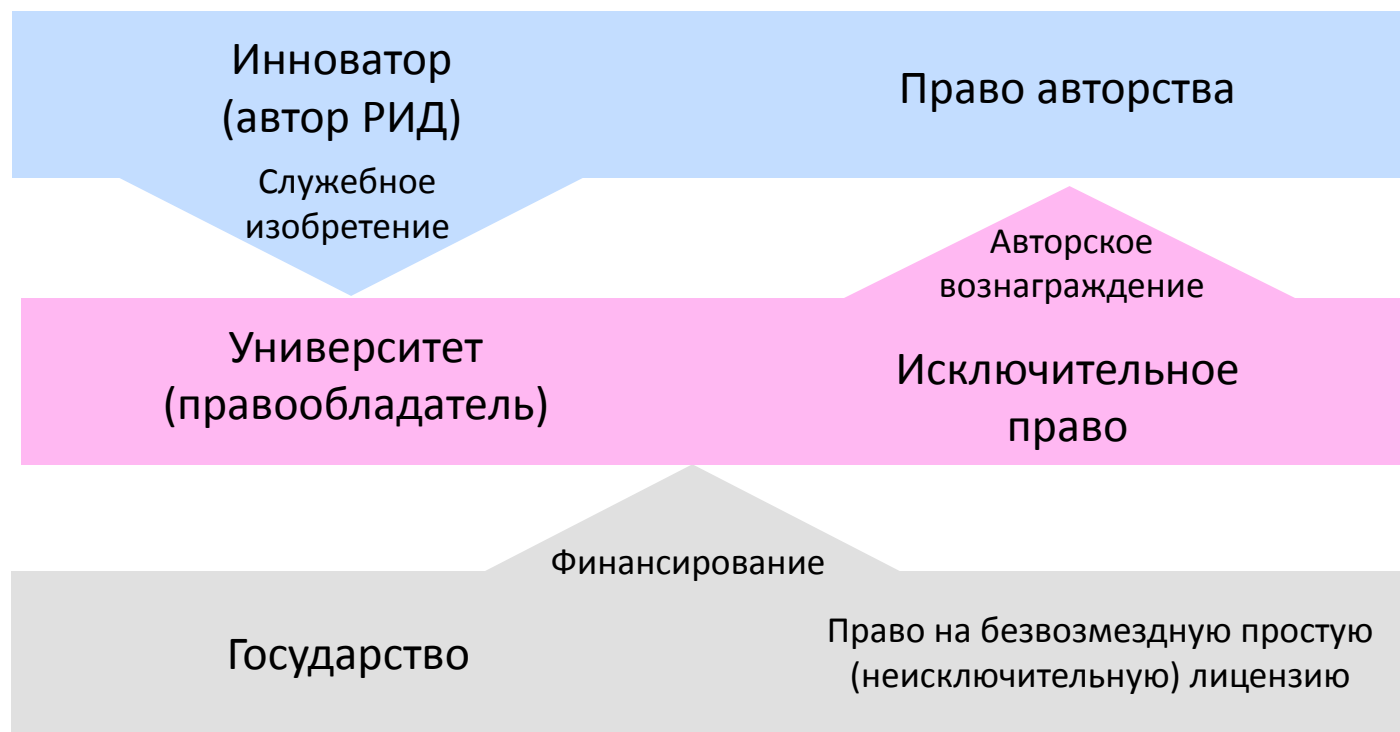 Инноватор
(автор РИД)
Право авторства
Служебное
изобретение
Авторское
вознаграждение
Университет
(правообладатель)
Исключительное
право
Финансирование
Государство
Право на безвозмездную простую
(неисключительную) лицензию